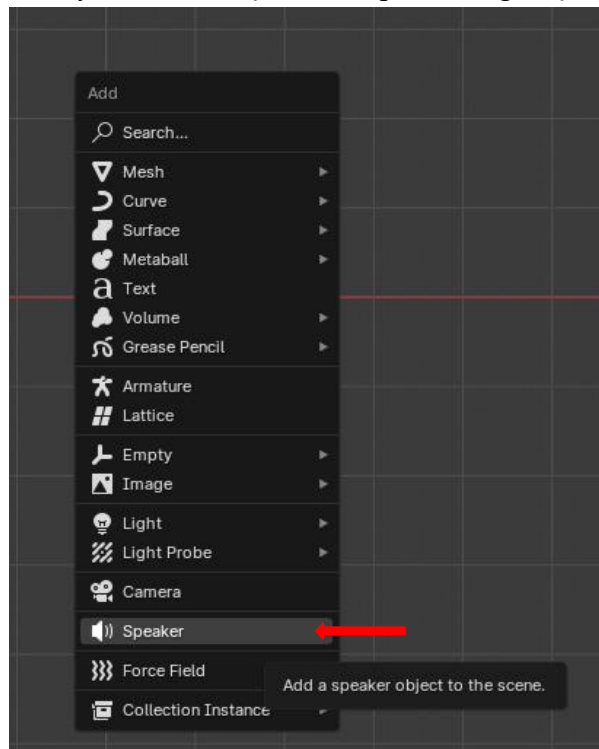 Add
Search...
Mesh
Curve
Surface
Metaball
Text
Volume
Grease Pencil
Armature
Lattice
Empty
Image
Light
Light Probe
Camera
Speaker
Force Field
Add a speaker object to the scene.
Collection Instance